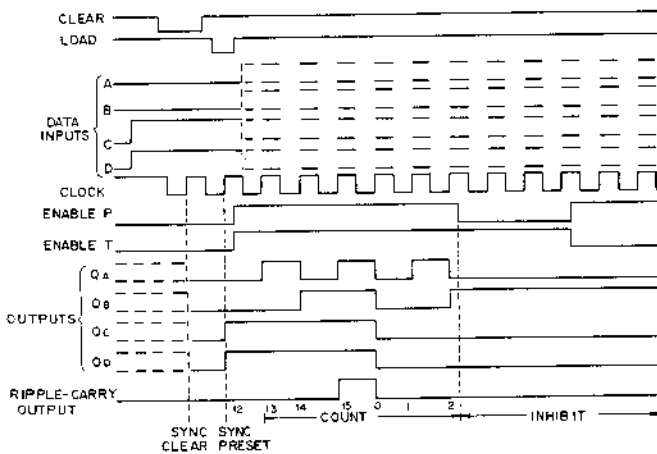 CLEAR
LOAD
DATA INPUTS
A
B
C
D
CLOCK
ENABLE P
ENABLE T
OUTPUTS
QA
QB
QC
QD
RIPPLE-CARRY OUTPUT
12 13 14 15 0 1 2
COUNT
INHIBIT
SYNC CLEAR
SYNC PRESET